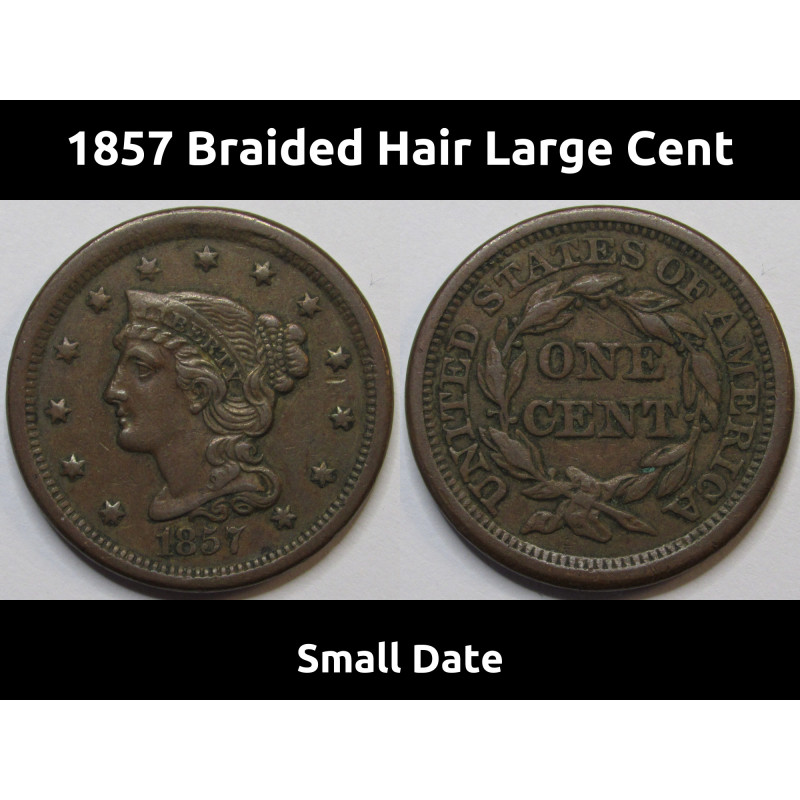 1857 Braided Hair Large Cent
LIBERTY
1857
UNITED STATES OF AMERICA
ONE
CENT
Small Date